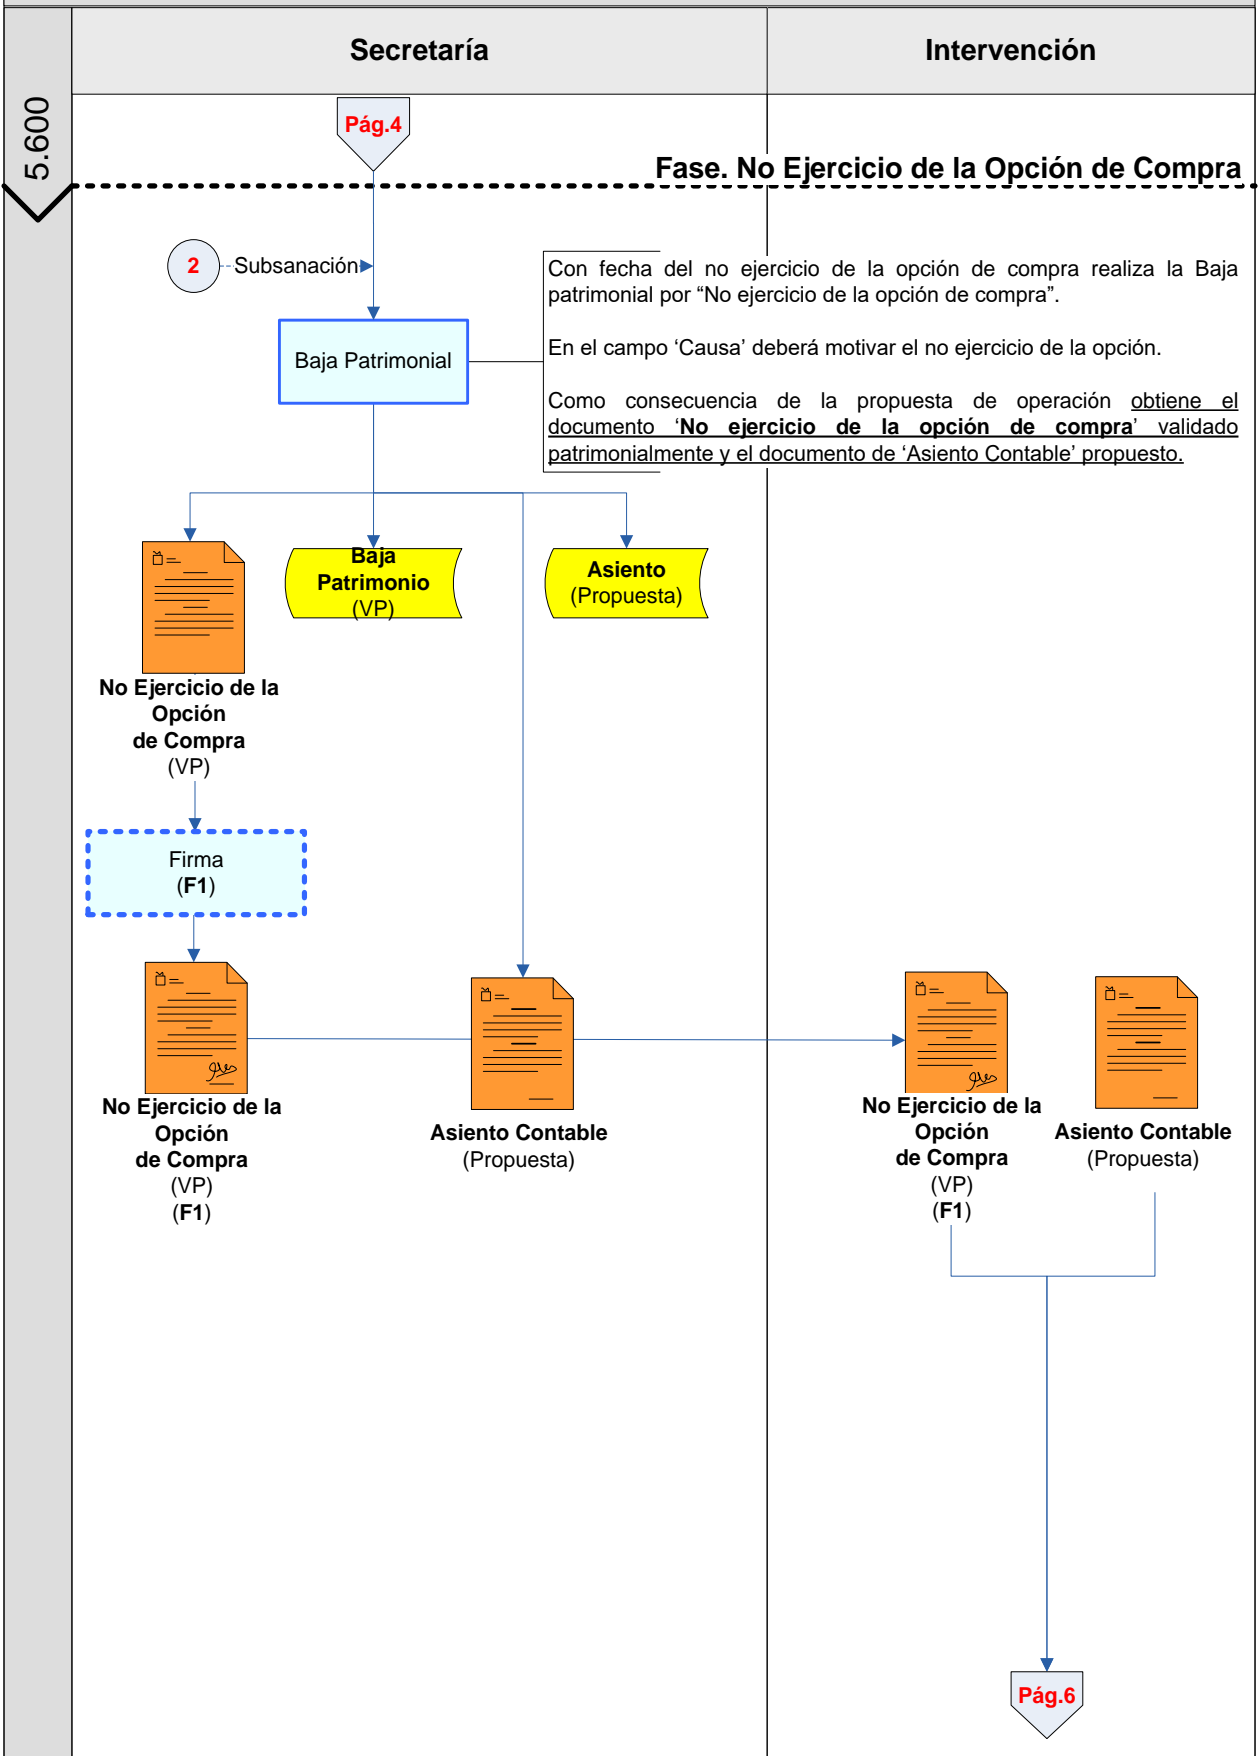 Secretaría
Intervención
5.600
Pág.4
Fase. No Ejercicio de la Opción de Compra
2
Subsanación
Baja Patrimonial
Con fecha del no ejercicio de la opción de compra realiza la Baja
patrimonial por “No ejercicio de la opción de compra”.
En el campo ‘Causa’ deberá motivar el no ejercicio de la opción.
Como consecuencia de la propuesta de operación obtiene el
documento ‘No ejercicio de la opción de compra’ validado
patrimonialmente y el documento de ‘Asiento Contable’ propuesto.
Baja
Patrimonio
(VP)
Asiento
(Propuesta)
No Ejercicio de la
Opción
de Compra
(VP)
Firma
(F1)
No Ejercicio de la
Opción
de Compra
(VP)
(F1)
Asiento Contable
(Propuesta)
No Ejercicio de la
Opción
de Compra
(VP)
(F1)
Asiento Contable
(Propuesta)
Pág.6